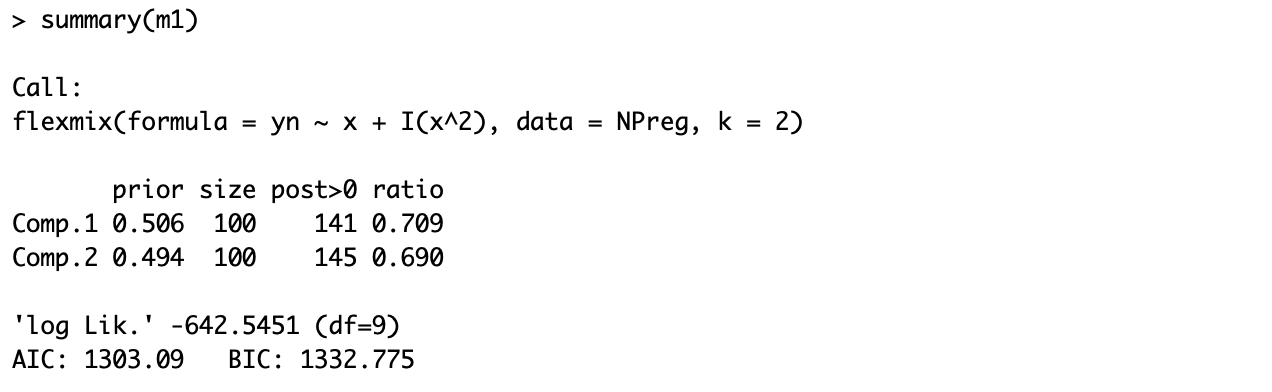 > summary(m1)
Call:
flexmix(formula = yn ~ x + I(x^2), data = NPreg, k = 2)
prior size post>0 ratio
Comp.1 0.506 100 141 0.709
Comp.2 0.494 100 145 0.690
'log Lik.' -642.5451 (df=9)
AIC: 1303.09 BIC: 1332.775